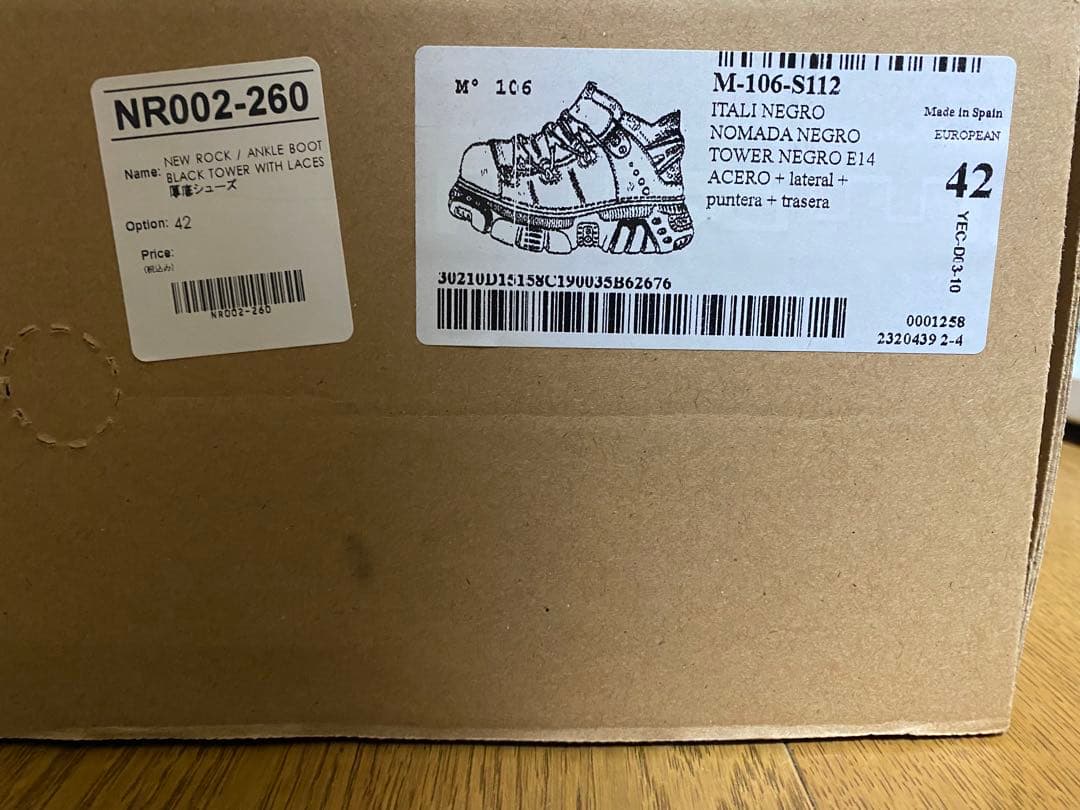 NR002-260
Name: NEW ROCK / ANKLE BOOT
BLACK TOWER WITH LACES
厚底シューズ
Option: 42
Price:
(税込み)
NR002-260
Mº 106
M-106-S112
ITALI NEGRO
NOMADA NEGRO
TOWER NEGRO E14
ACERO + lateral +
puntera + trasera
Made in Spain
EUROPEAN
42
YEC-D03-10
30210D15158C190035B62676
0001258
2320439 2-4